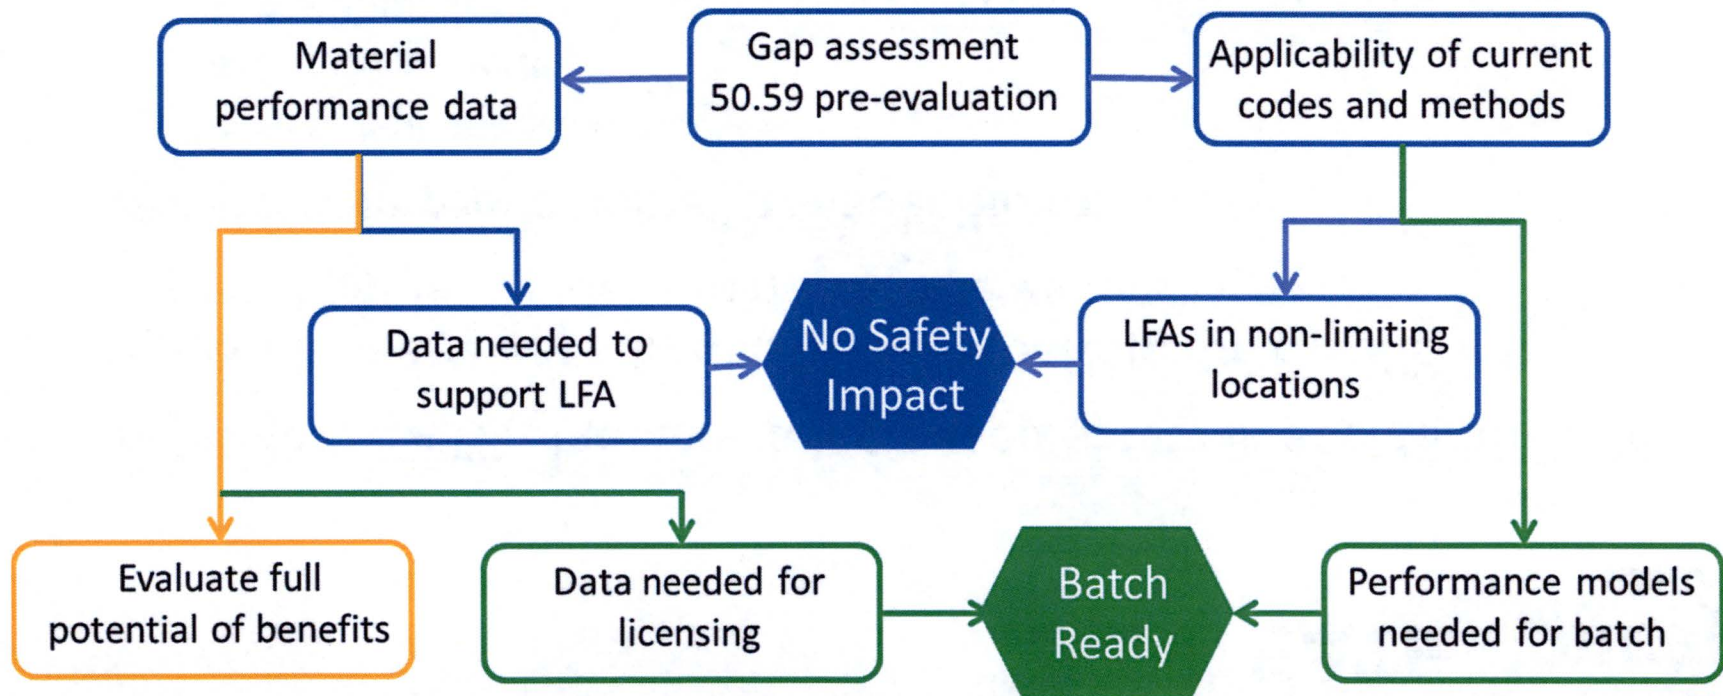 Material
performance data
Gap assessment
50.59 pre-evaluation
Applicability of current
codes and methods
Data needed to
support LFA
No Safety
Impact
LFAs in non-limiting
locations
Evaluate full
potential of benefits
Data needed for
licensing
Batch
Ready
Performance models
needed for batch